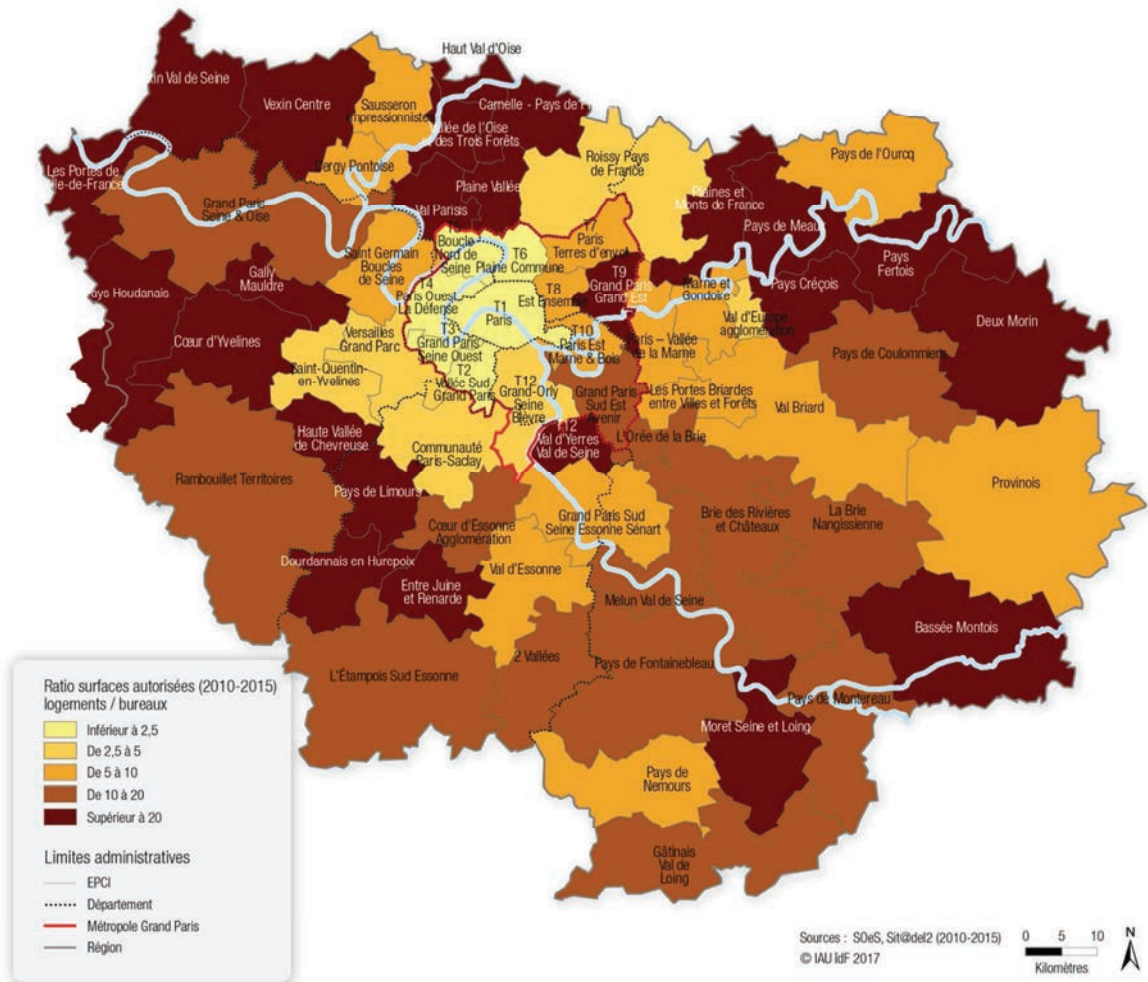 Haut Val d'Oise
in Val de Seine
Vexin Centre
Sausseron
Impressionniste
Carnelle - Pays de F
Vallée de l'Oise
et des Trois Forêts
Cergy Pontoise
Roissy Pays
de France
Pays de l'Ourcq
Les Portes de
Ile-de-France
Plaine Vallée
Plaines et
Monts de France
Grand Paris
Seine & Oise
Val Parisis
Pays de Meaux
T5
Boucle
Nord de
Seine
T6
Plaine Commune
T7
Paris
Terres d'envol
Saint Germain
Boucles
de Seine
Pays
Fertois
Gally
Mauldre
T4
Paris Ouest
La Défense
T8
Est Ensemble
T9
Grand Paris
Grand Est
Marne et
Gondoire
Pays Créçois
Pays Houdanais
T1
Paris
Val d'Europe
agglomération
Deux Morin
Cœur d'Yvelines
Versailles
Grand Parc
T3
Grand Paris
Seine Ouest
T10
Paris Est
Marne & Bois
Paris – Vallée
de la Marne
Pays de Coulommiers
Saint-Quentin-
en-Yvelines
T2
Vallée Sud
Grand Paris
T12
Grand-Orly
Seine
Bièvre
Grand Paris
Sud Est
Avenir
Les Portes Briardes
entre Villes et Forêts
Val Briard
Haute Vallée
de Chevreuse
Communauté
Paris-Saclay
T12
Val d'Yerres
Val de Seine
L'Orée de la Brie
Rambouillet Territoires
Pays de Limours
Provinois
Cœur d'Essonne
Agglomération
Grand Paris Sud
Seine Essonne Sénart
Brie des Rivières
et Châteaux
La Brie
Nangissienne
Dourdannais en Hurepoix
Entre Juine
et Renarde
Val d'Essonne
Melun Val de Seine
Bassée Montois
L'Étampois Sud Essonne
2 Vallées
Pays de Fontainebleau
Pays de Montereau
Moret Seine et Loing
Pays de
Nemours
Gâtinais
Val de
Loing
Ratio surfaces autorisées (2010-2015)
logements / bureaux
Inférieur à 2,5
De 2,5 à 5
De 5 à 10
De 10 à 20
Supérieur à 20
Limites administratives
EPCI
Département
Métropole Grand Paris
Région
Sources : SOeS, Sit@del2 (2010-2015)
© IAU îdF 2017
0 5 10
Kilomètres
N